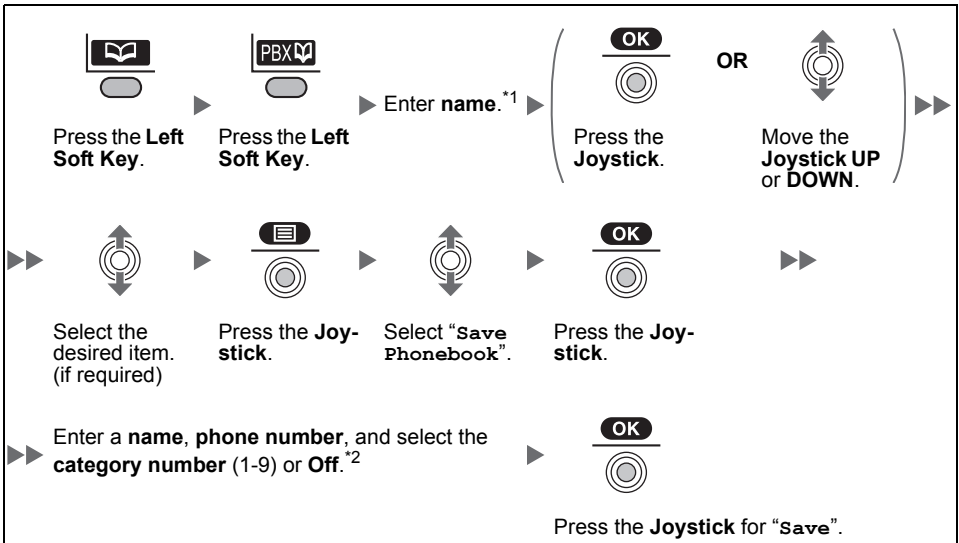 PBX
OK
OR
Press the Left
Soft Key.
Press the Left
Soft Key.
Enter name.*1
Press the
Joystick.
Move the
Joystick UP
or DOWN.
OK
Select the
desired item.
(if required)
Press the Joy-
stick.
Select “Save
Phonebook”.
Press the Joy-
stick.
Enter a name, phone number, and select the
category number (1-9) or Off.*2
OK
Press the Joystick for “Save”.